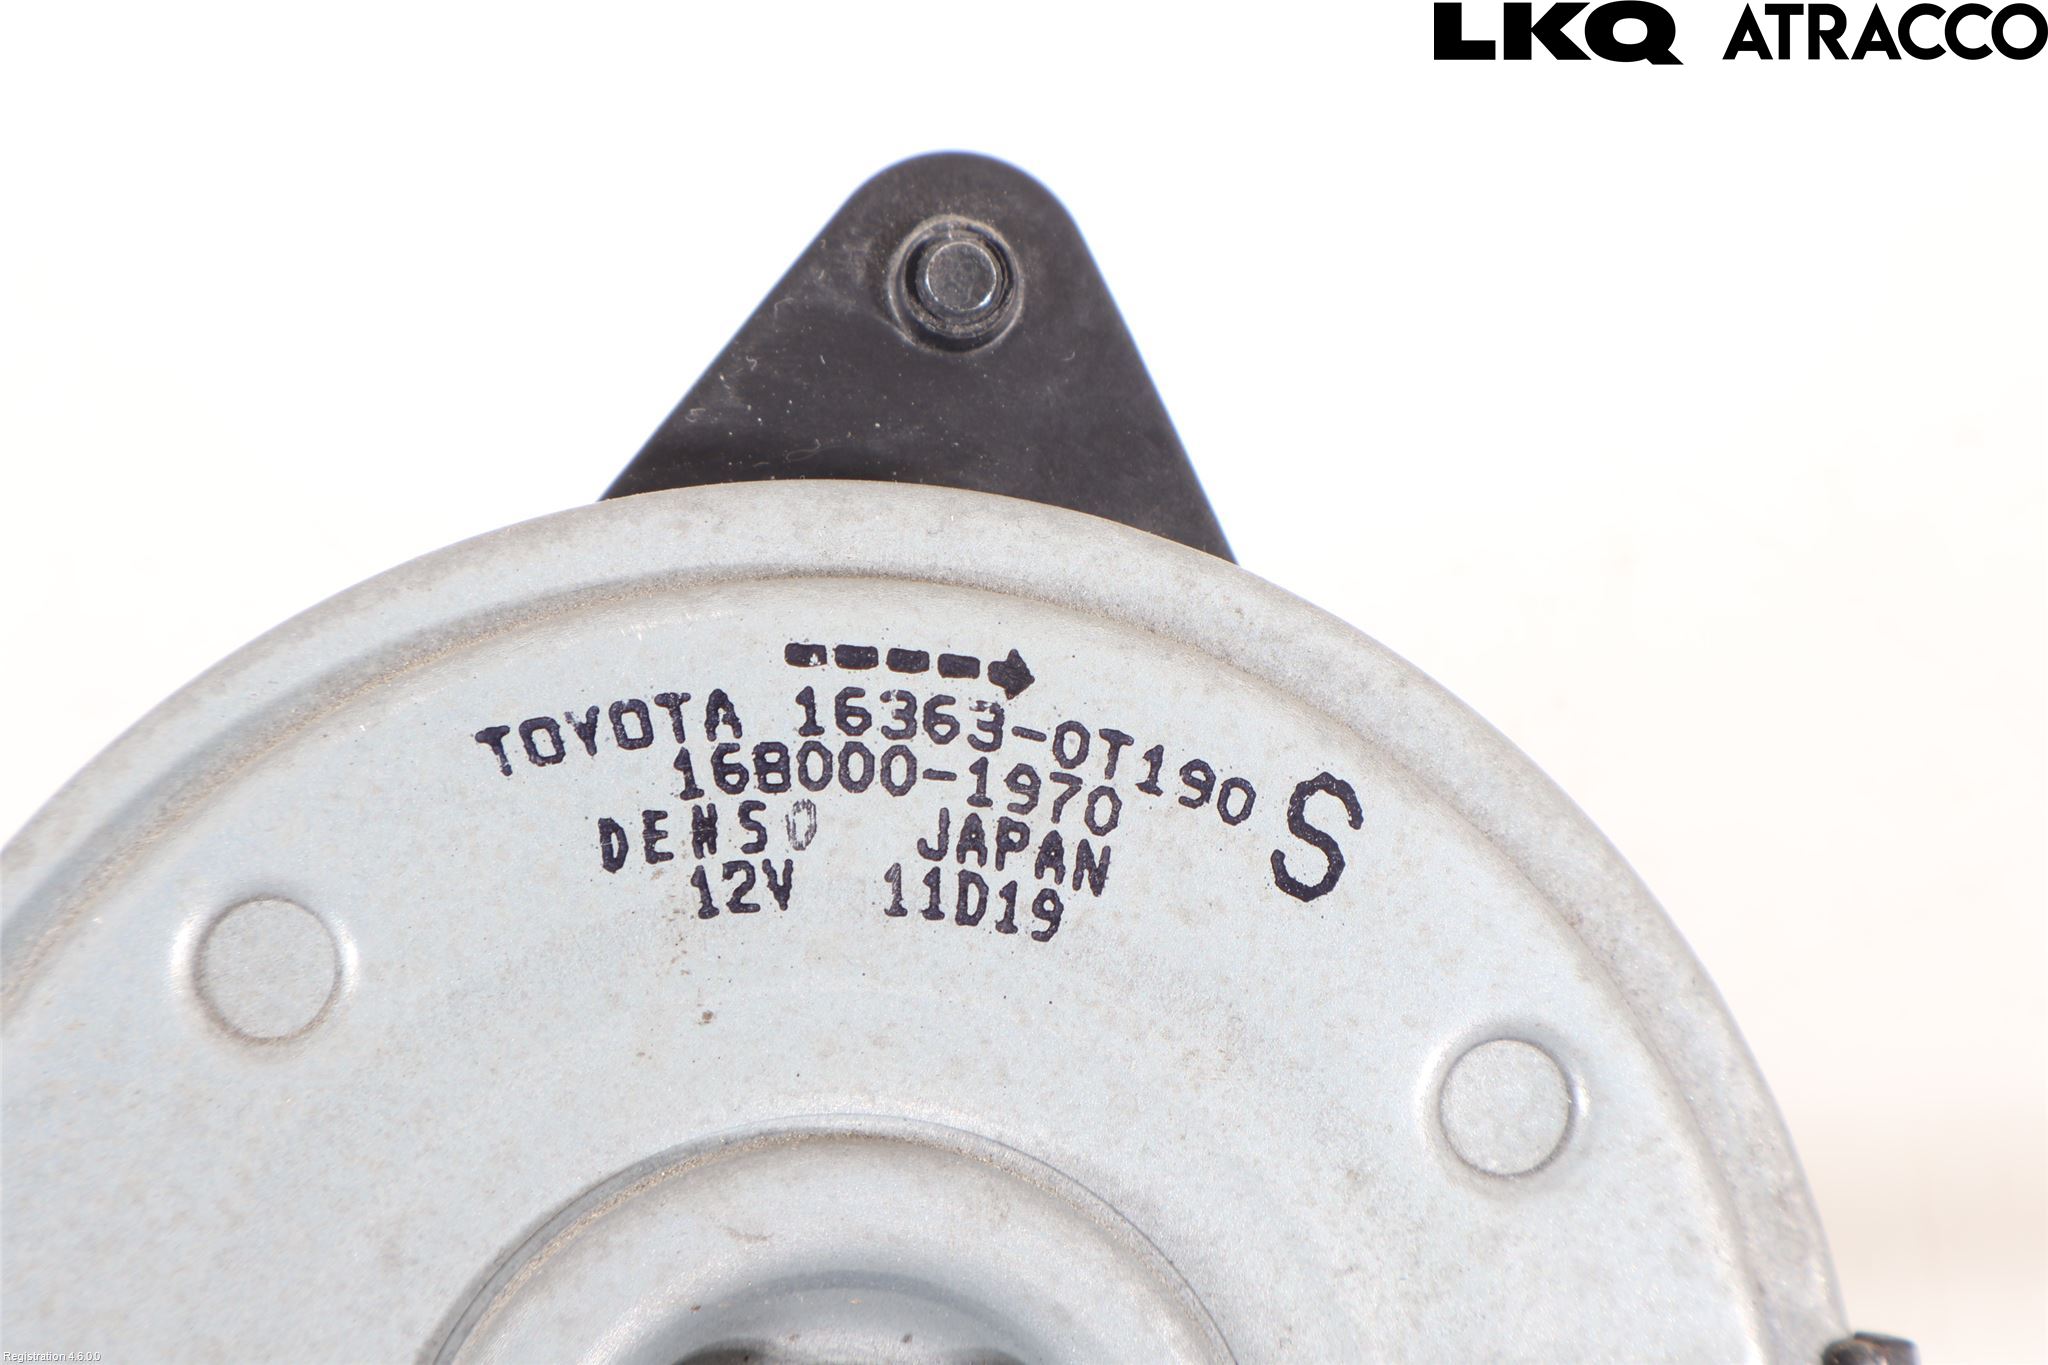 LKQ ATRACCO
TOYOTA 16363-0T190 S
168000-1970
DENSO JAPAN
12V 11D19
Registration 4.6.0.0